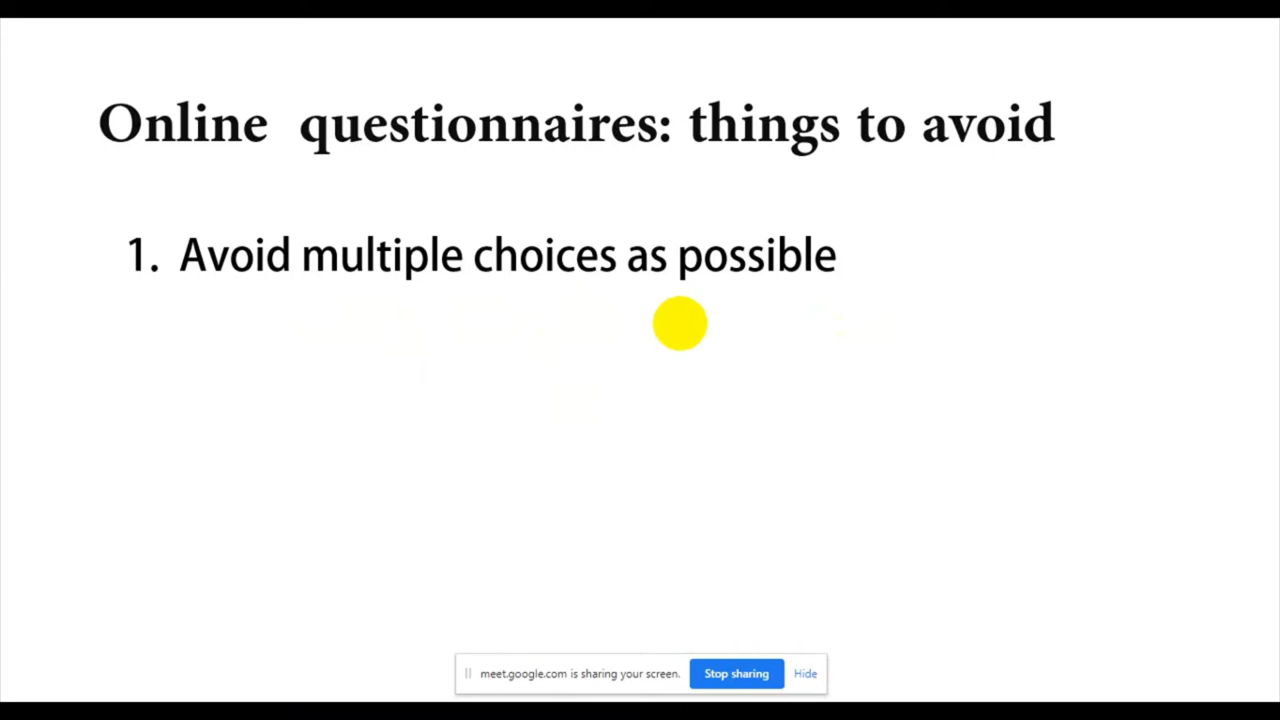 Online questionnaires: things to avoid
1. Avoid multiple choices as possible
meet.google.com is sharing your screen. Stop sharing Hide